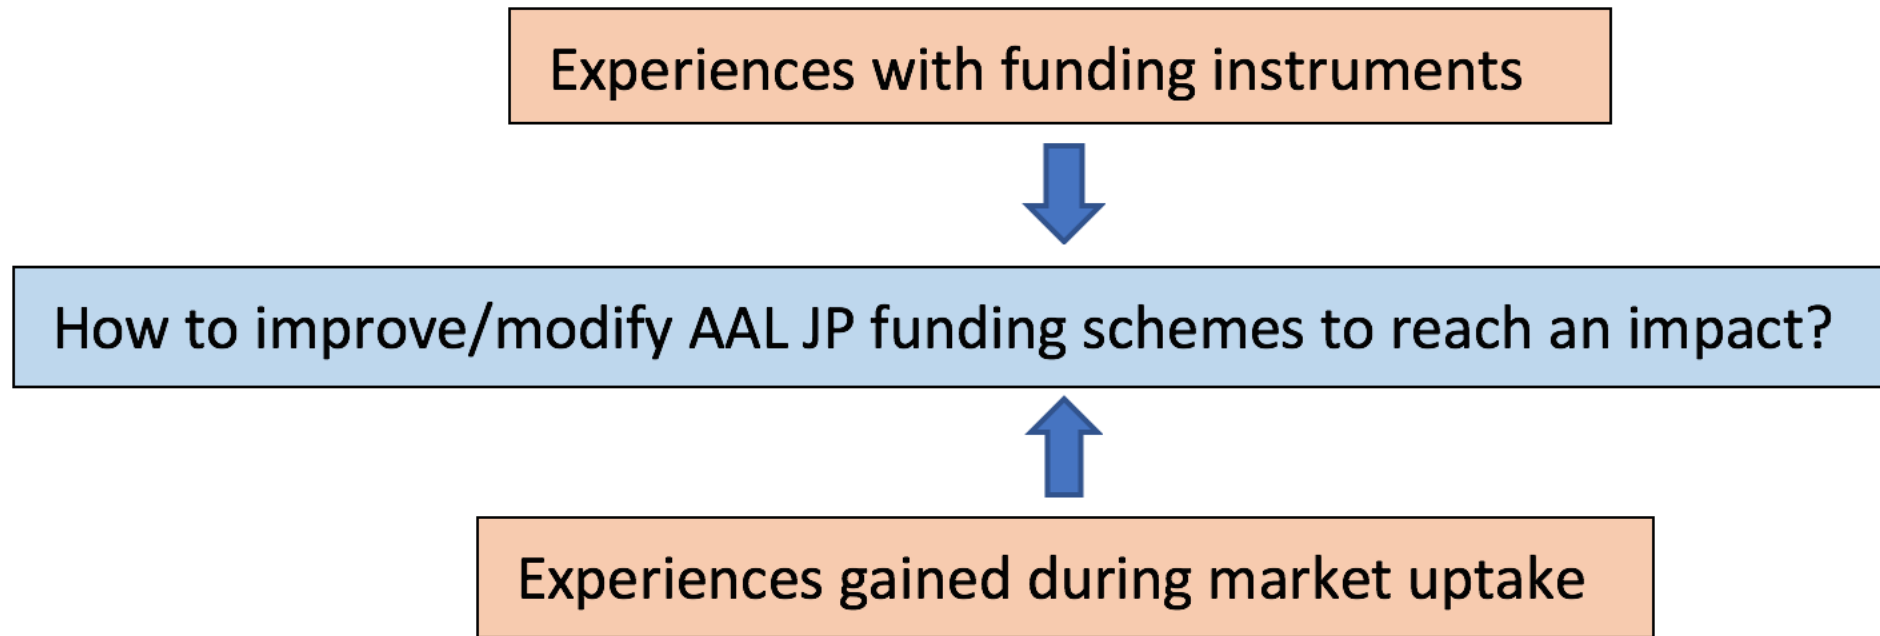 Experiences with funding instruments
How to improve/modify AAL JP funding schemes to reach an impact?
Experiences gained during market uptake